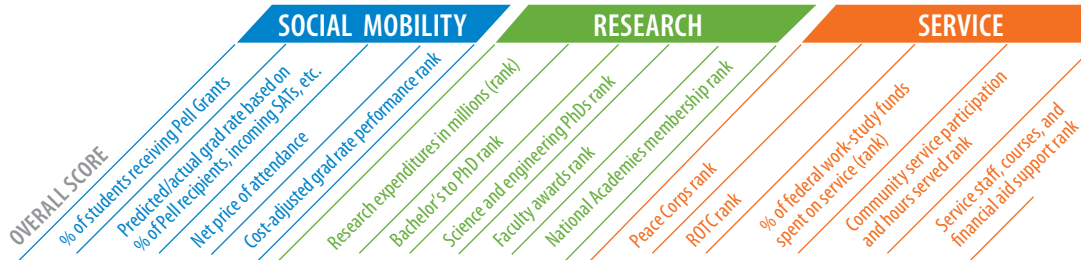 SOCIAL MOBILITY
RESEARCH
SERVICE
OVERALL SCORE
% of students receiving Pell Grants
Predicted/actual grad rate based on
% of Pell recipients, incoming SATs, etc.
Net price of attendance
Cost-adjusted grad rate performance rank
Research expenditures in millions (rank)
Bachelor's to PhD rank
Science and engineering PhDs rank
Faculty awards rank
National Academies membership rank
Peace Corps rank
ROTC rank
% of federal work-study funds
spent on service (rank)
Community service participation
and hours served rank
Service staff, courses, and
financial aid support rank